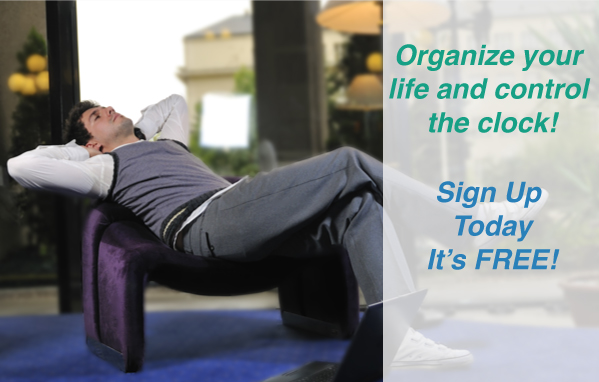 Organize your
life and control
the clock!
Sign Up
Today
It's FREE!